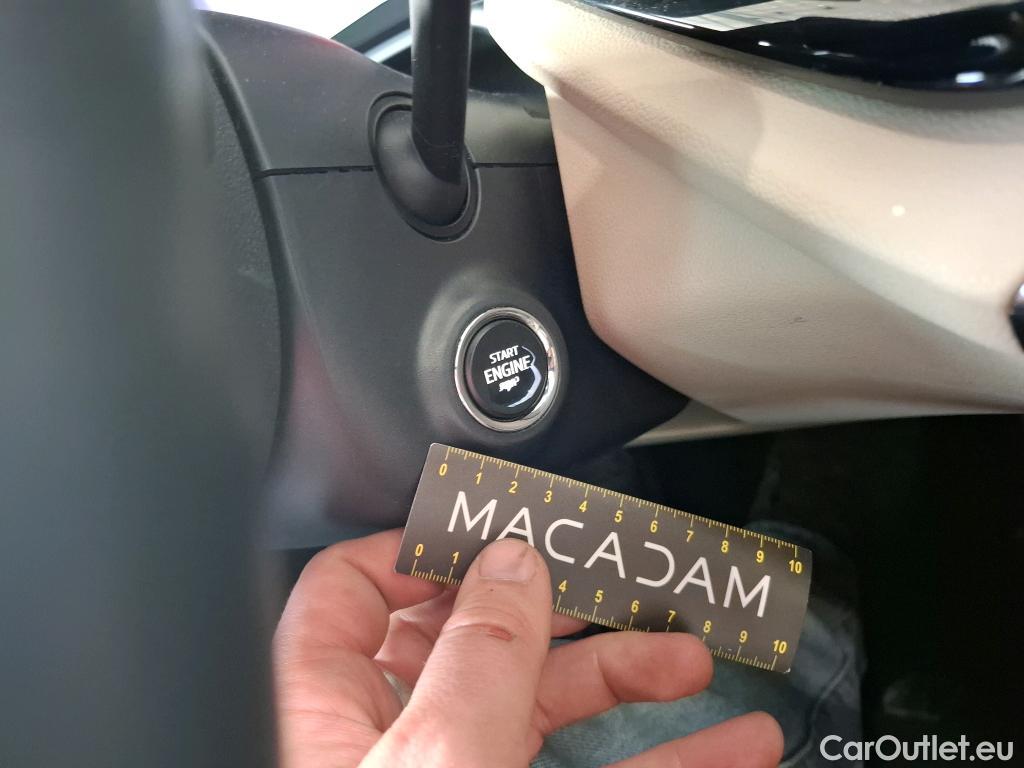 START
ENGINE
STOP
0 1 2 3 4 5 6 7 8 9 10
MACADAM
0 1 4 5 6 7 8 9 10
CarOutlet.eu